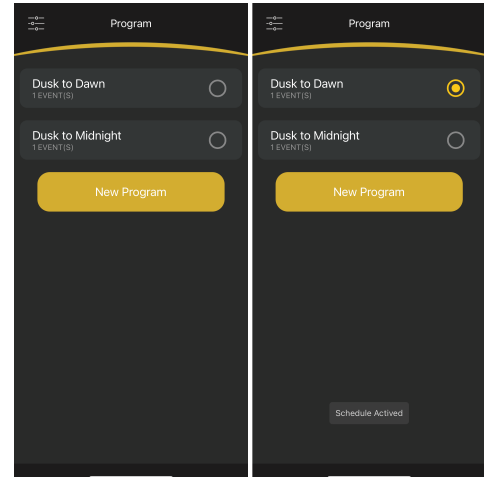 Program
Dusk to Dawn
1 EVENT(S)
Dusk to Midnight
1 EVENT(S)
New Program
Program
Dusk to Dawn
1 EVENT(S)
Dusk to Midnight
1 EVENT(S)
New Program
Schedule Actived